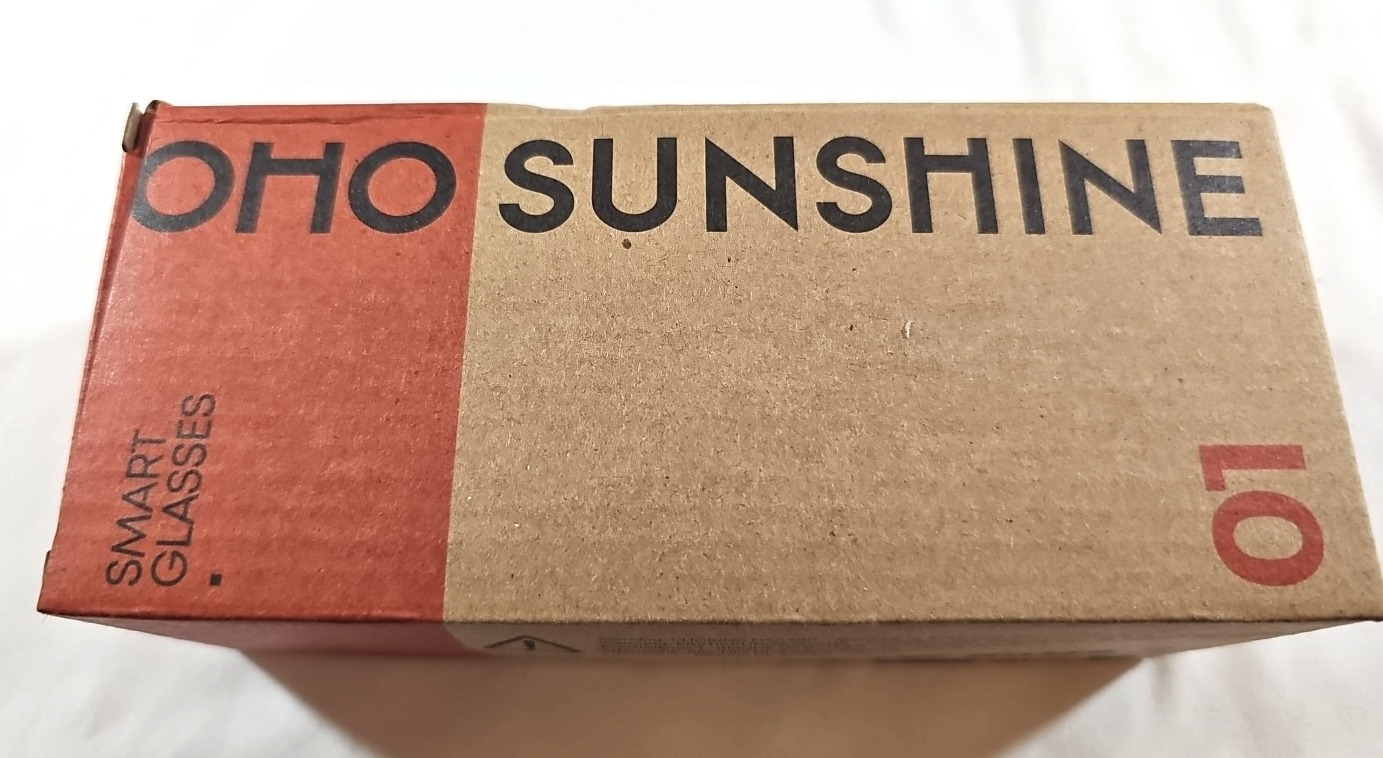 OHO SUNSHINE
SMART
GLASSES
01